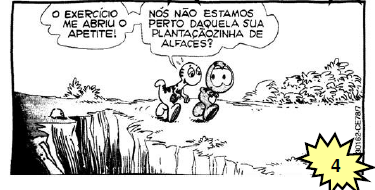 O EXERCÍCIO
ME ABRIU O
APETITE!
NÓS NÃO ESTAMOS
PERTO DAQUELA SUA
PLANTAÇÃOZINHA DE
ALFACES?
4